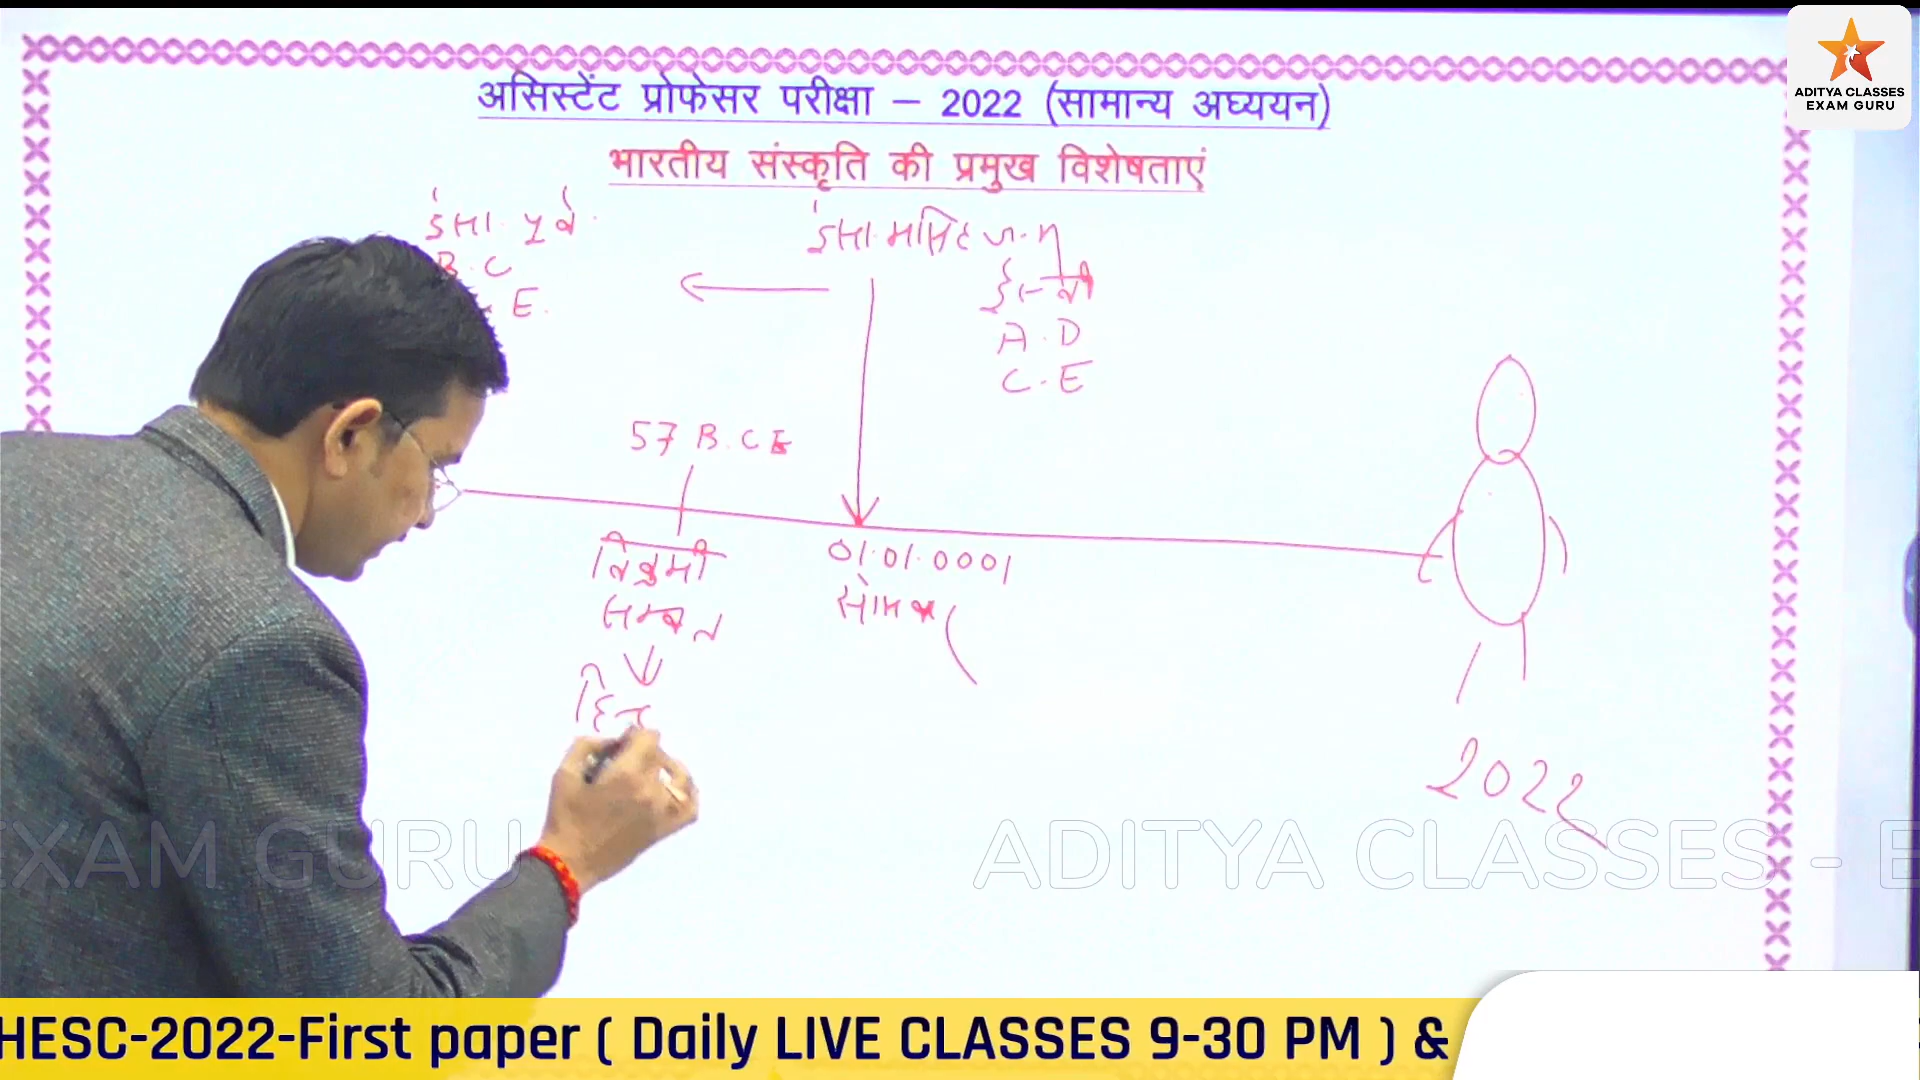 ADITYA CLASSES
EXAM GURU
असिस्टेंट प्रोफेसर परीक्षा – 2022 (सामान्य अघ्ययन)
भारतीय संस्कृति की प्रमुख विशेषताएं
ईसा पूर्व
B.C
E.
ईसा मसिह जन्म
ईस्वी
A.D
C.E
57 B.C E
विक्रमी
सम्वत
01.01.0001
सोमवार
2022
EXAM GURU
ADITYA CLASSES - E
HESC-2022-First paper ( Daily LIVE CLASSES 9-30 PM ) &